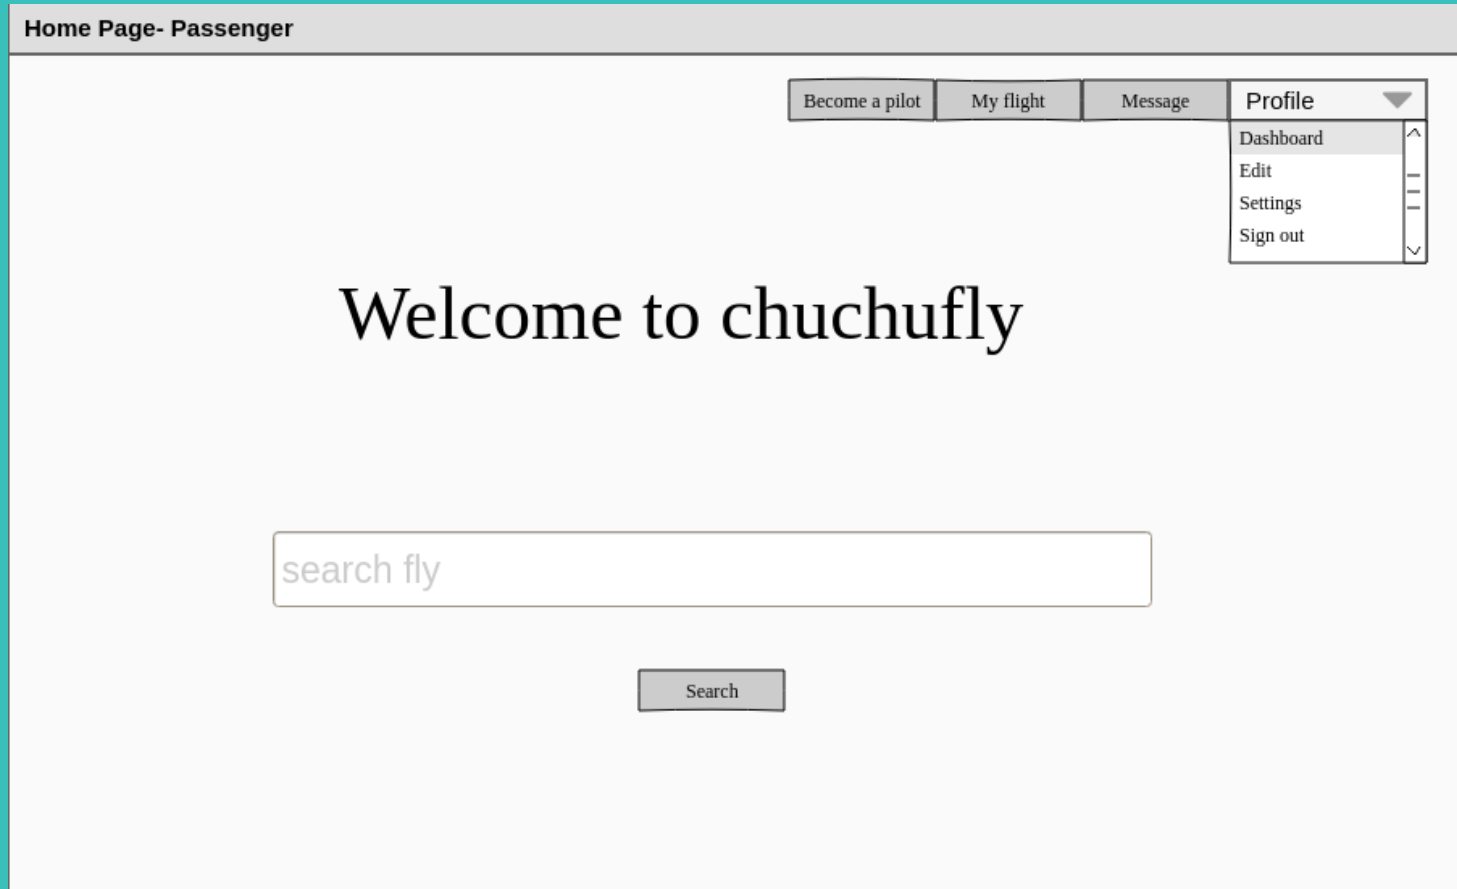 Home Page- Passenger
Become a pilot My flight Message Profile
Dashboard
Edit
Settings
Sign out
Welcome to chuchufly
search fly
Search